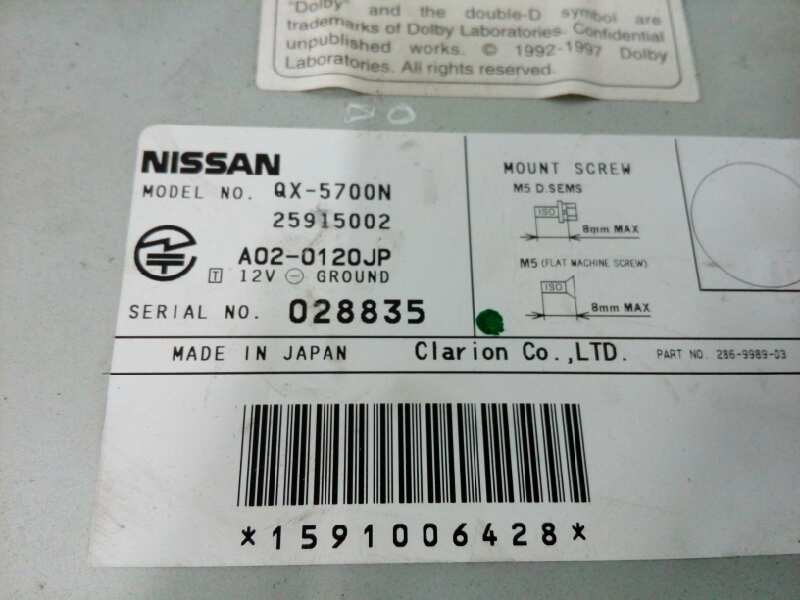 "Dolby" and the double-D symbol are
trademarks of Dolby Laboratories. Confidential
unpublished works. © 1992-1997 Dolby
Laboratories. All rights reserved.
NISSAN
MODEL NO. QX-5700N
25915002
A02-0120JP
T 12V ⊖ GROUND
SERIAL NO. 028835
MOUNT SCREW
M5 D.SEMS
ISO
8mm MAX
M5 (FLAT MACHINE SCREW)
ISO
8mm MAX
MADE IN JAPAN Clarion Co.,LTD. PART NO. 286-9989-03
*1591006428*